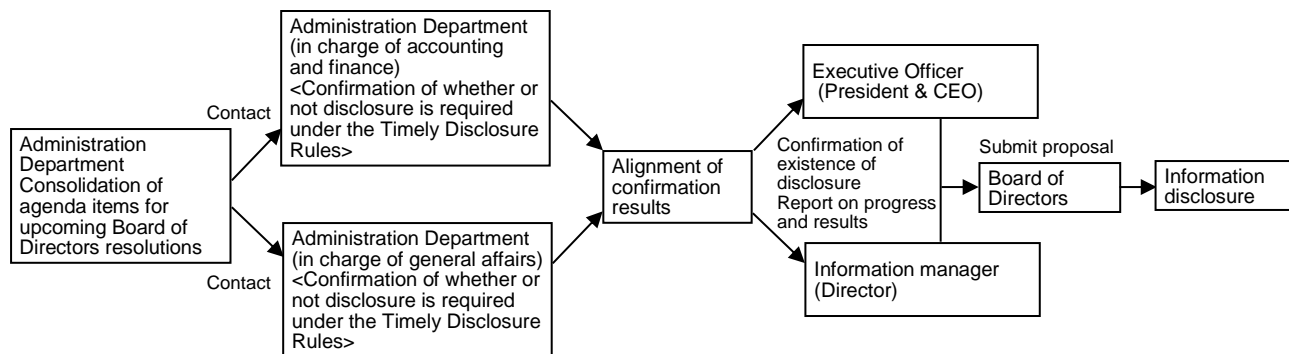 Administration
Department
Consolidation of
agenda items for
upcoming Board of
Directors resolutions
Contact
Contact
Administration Department
(in charge of accounting
and finance)
<Confirmation of whether or
not disclosure is required
under the Timely Disclosure
Rules>
Administration Department
(in charge of general affairs)
<Confirmation of whether or
not disclosure is required
under the Timely Disclosure
Rules>
Alignment of
confirmation
results
Executive Officer
(President & CEO)
Confirmation of
existence of
disclosure
Report on progress
and results
Information manager
(Director)
Submit proposal
Board of
Directors
Information
disclosure